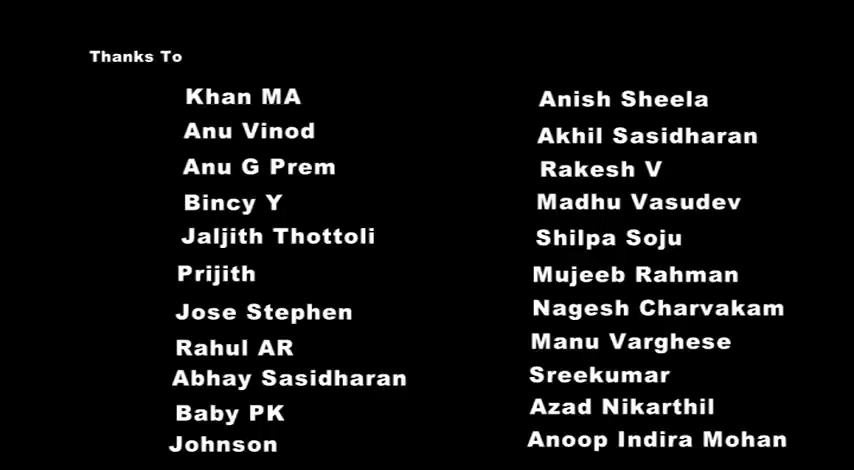 Thanks To
Khan MA
Anu Vinod
Anu G Prem
Bincy Y
Jaljith Thottoli
Prijith
Jose Stephen
Rahul AR
Abhay Sasidharan
Baby PK
Johnson
Anish Sheela
Akhil Sasidharan
Rakesh V
Madhu Vasudev
Shilpa Soju
Mujeeb Rahman
Nagesh Charvakam
Manu Varghese
Sreekumar
Azad Nikarthil
Anoop Indira Mohan